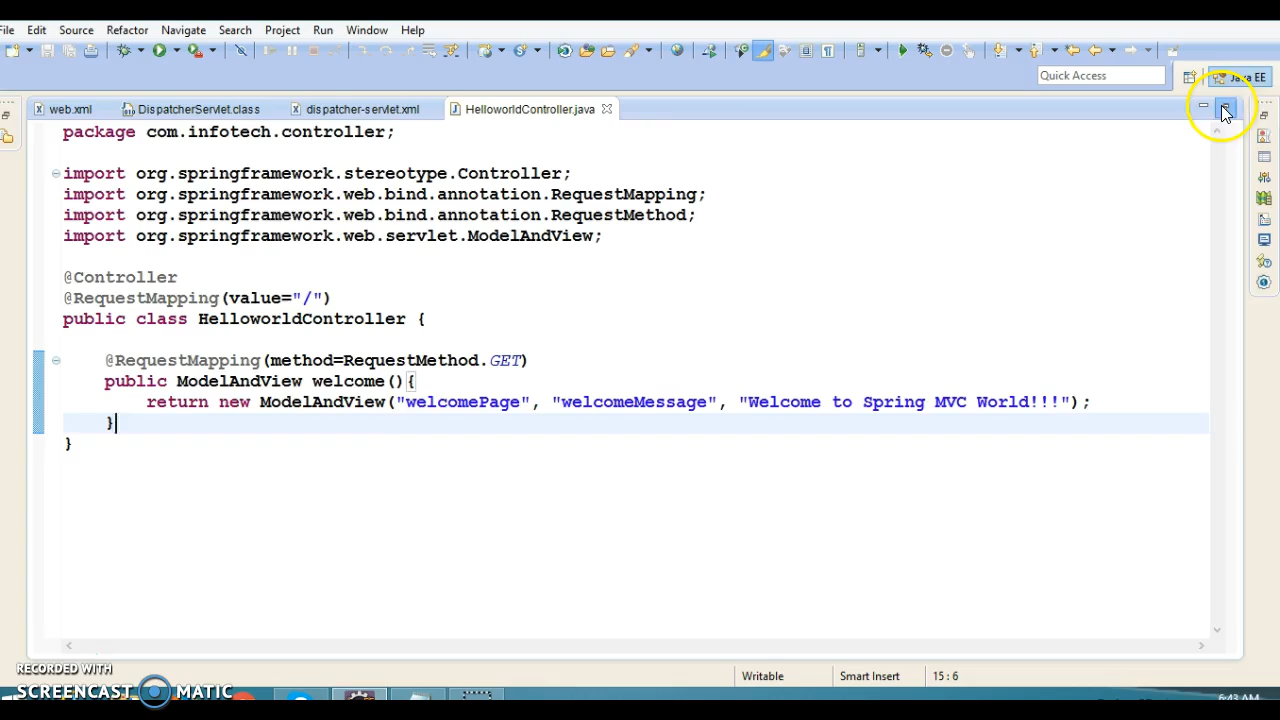 File Edit Source Refactor Navigate Search Project Run Window Help
Quick Access
Java EE
web.xml DispatcherServlet.class dispatcher-servlet.xml HelloworldController.java
package com.infotech.controller;
import org.springframework.stereotype.Controller;
import org.springframework.web.bind.annotation.RequestMapping;
import org.springframework.web.bind.annotation.RequestMethod;
import org.springframework.web.servlet.ModelAndView;
@Controller
@RequestMapping(value="/")
public class HelloworldController {
@RequestMapping(method=RequestMethod.GET)
public ModelAndView welcome(){
return new ModelAndView("welcomePage", "welcomeMessage", "Welcome to Spring MVC World!!!");
}
}
RECORDED WITH
SCREENCAST MATIC
Writable Smart Insert 15 : 6
6:43 AM